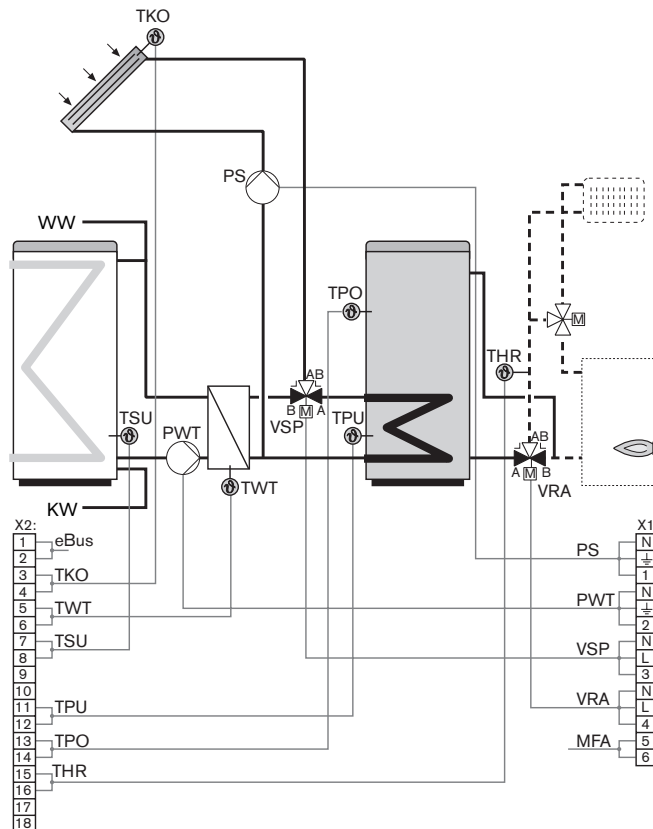 TKO
ϑ
PS
WW
TPO
ϑ
M
THR
ϑ
AB
B M A
VSP
TSU
ϑ
PWT
TPU
ϑ
AB
A M B
VRA
TWT
ϑ
KW
X2:
1 eBus
2
3 TKO
4
5 TWT
6
7 TSU
8
9
10
11 TPU
12
13 TPO
14
15 THR
16
17
18
X1
PS N
1
PWT N
2
VSP N
L
3
VRA N
L
4
MFA 5
6